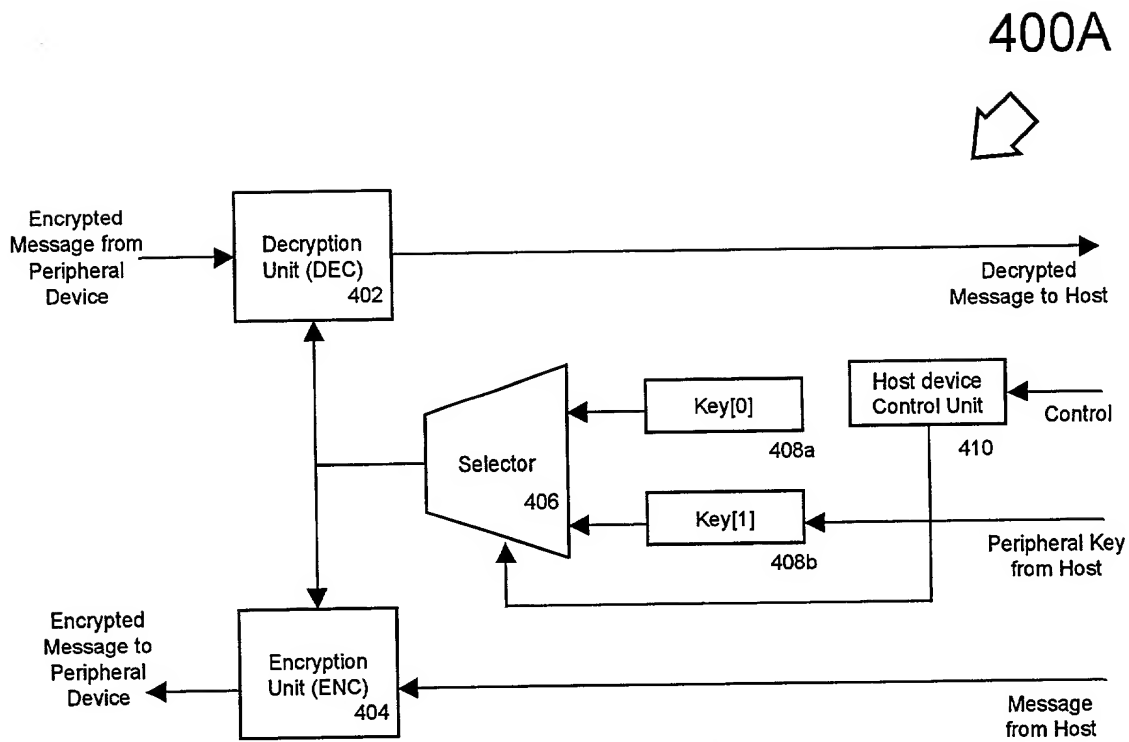 400A
Encrypted
Message from
Peripheral
Device
Decryption
Unit (DEC)
402
Decrypted
Message to Host
Selector
406
Key[0]
408a
Host device
Control Unit
410
Control
Key[1]
408b
Peripheral Key
from Host
Encrypted
Message to
Peripheral
Device
Encryption
Unit (ENC)
404
Message
from Host